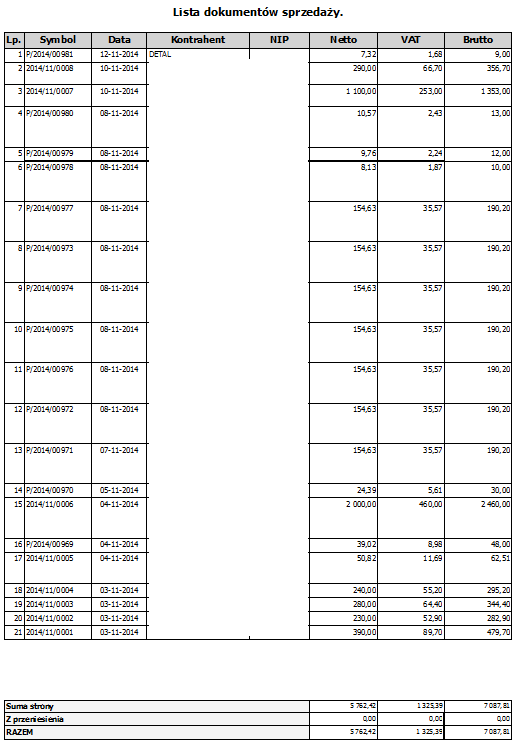 Lista dokumentów sprzedaży.
Lp. Symbol Data Kontrahent NIP Netto VAT Brutto
1 P/2014/00981 12-11-2014 DETAL 7,32 1,68 9,00
2 2014/11/0008 10-11-2014 290,00 66,70 356,70
3 2014/11/0007 10-11-2014 1 100,00 253,00 1 353,00
4 P/2014/00980 08-11-2014 10,57 2,43 13,00
5 P/2014/00979 08-11-2014 9,76 2,24 12,00
6 P/2014/00978 08-11-2014 8,13 1,87 10,00
7 P/2014/00977 08-11-2014 154,63 35,57 190,20
8 P/2014/00973 08-11-2014 154,63 35,57 190,20
9 P/2014/00974 08-11-2014 154,63 35,57 190,20
10 P/2014/00975 08-11-2014 154,63 35,57 190,20
11 P/2014/00976 08-11-2014 154,63 35,57 190,20
12 P/2014/00972 08-11-2014 154,63 35,57 190,20
13 P/2014/00971 07-11-2014 154,63 35,57 190,20
14 P/2014/00970 05-11-2014 24,39 5,61 30,00
15 2014/11/0006 04-11-2014 2 000,00 460,00 2 460,00
16 P/2014/00969 04-11-2014 39,02 8,98 48,00
17 2014/11/0005 04-11-2014 50,82 11,69 62,51
18 2014/11/0004 03-11-2014 240,00 55,20 295,20
19 2014/11/0003 03-11-2014 280,00 64,40 344,40
20 2014/11/0002 03-11-2014 230,00 52,90 282,90
21 2014/11/0001 03-11-2014 390,00 89,70 479,70
Suma strony 5 762,42 1 325,39 7 087,81
Z przeniesienia 0,00 0,00 0,00
RAZEM 5 762,42 1 325,39 7 087,81